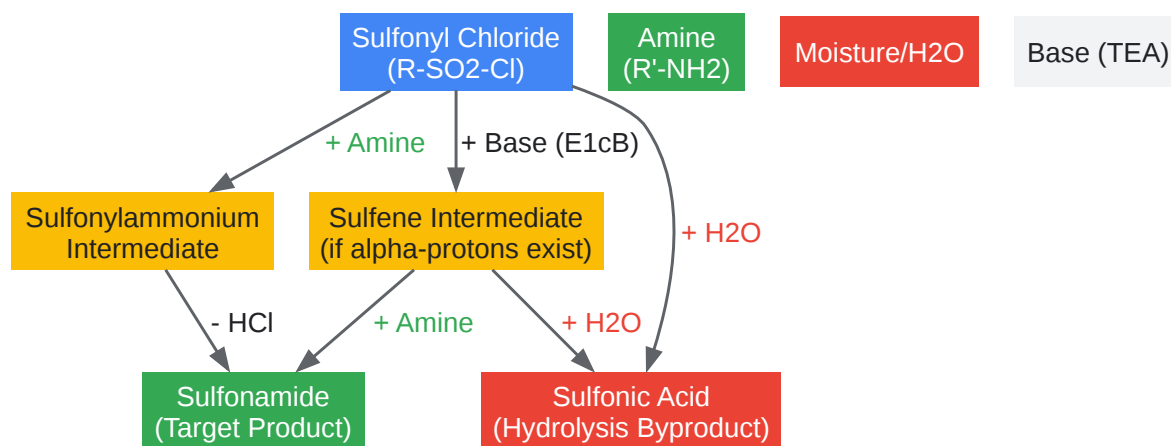 Sulfonyl Chloride
(R-SO2-Cl)
Amine
(R'-NH2)
Moisture/H2O
Base (TEA)
+ Amine
+ Base (E1cB)
+ H2O
Sulfonylammonium
Intermediate
Sulfene Intermediate
(if alpha-protons exist)
- HCl
+ Amine
+ H2O
Sulfonamide
(Target Product)
Sulfonic Acid
(Hydrolysis Byproduct)